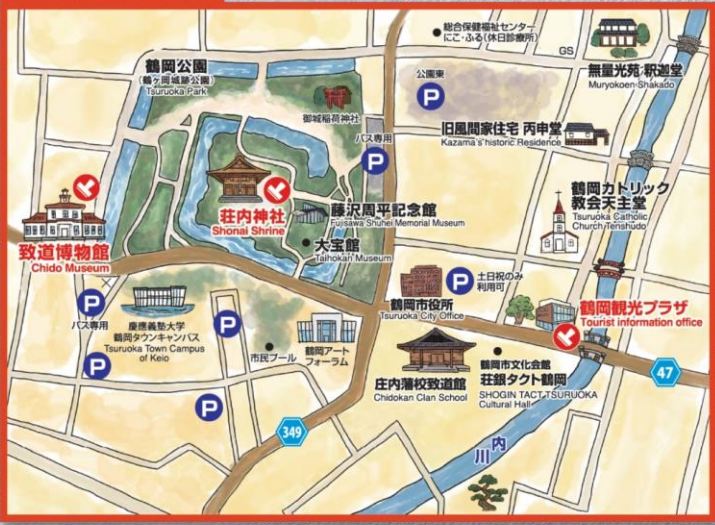 総合保健福祉センター
にこ・ふる(休日診療所)
GS
無量光苑 釈迦堂
Muryokoen Shakado
鶴岡公園
(鶴ヶ岡城跡公園)
Tsuruoka Park
公園東
P
御城稲荷神社
バス専用
P
旧風間家住宅 丙申堂
Kazama's historic Residence
鶴岡カトリック
教会天主堂
Tsuruoka Catholic
Church Tenshudo
荘内神社
Shonai Shrine
藤沢周平記念館
Fujisawa Shuhei Memorial Museum
大宝館
Taihokan Museum
致道博物館
Chido Museum
P
バス専用
P
慶應義塾大学
鶴岡タウンキャンパス
Tsuruoka Town Campus
of Keio
P
P
市民プール
鶴岡アート
フォーラム
鶴岡市役所
Tsuruoka City Office
P
土日祝のみ
利用可
鶴岡観光プラザ
Tourist information office
庄内藩校致道館
Chidokan Clan School
鶴岡市文化会館
荘銀タクト鶴岡
SHOGIN TACT TSURUOKA
Cultural Hall
47
349
内川